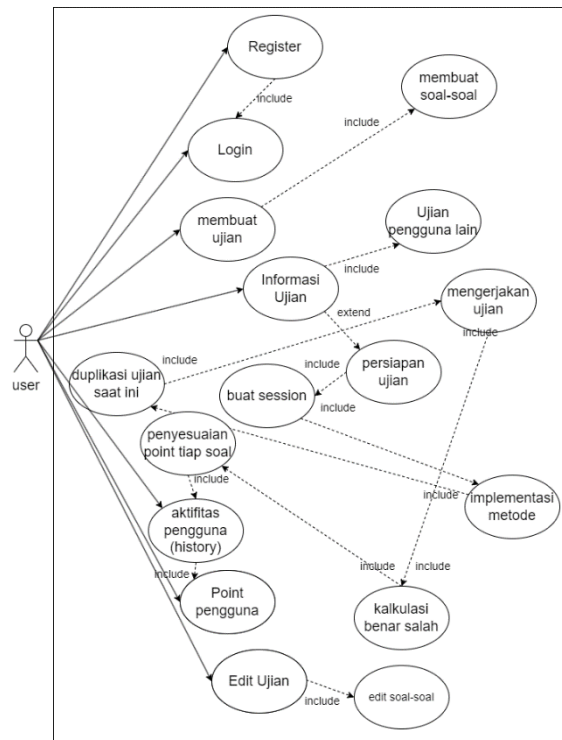 Register
include
membuat
soal-soal
include
Login
membuat
ujian
Ujian
pengguna lain
include
Informasi
Ujian
mengerjakan
ujian
extend
include
user
duplikasi ujian
saat ini
include
persiapan
ujian
include
buat session
include
penyesuaian
point tiap soal
include
implementasi
metode
include
aktifitas
pengguna
(history)
include
include
include
Point
pengguna
kalkulasi
benar salah
Edit Ujian
include
edit soal-soal